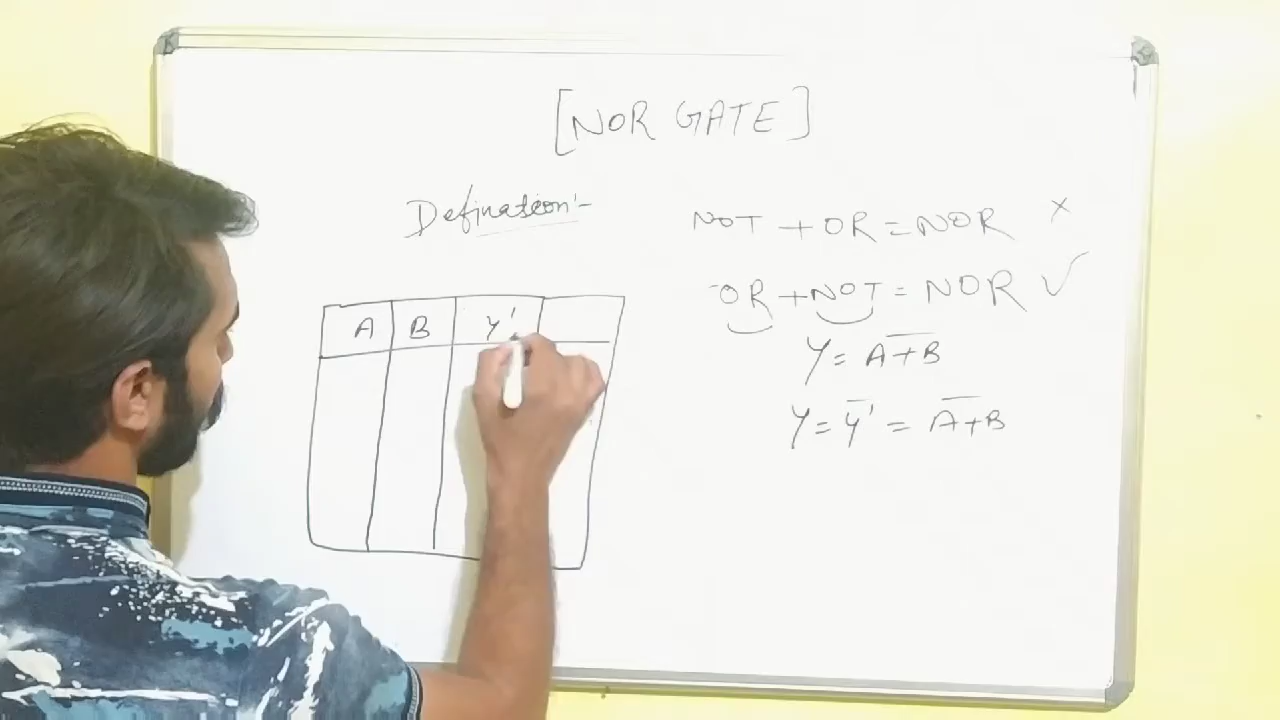 [NOR GATE]
Defination:-
A B Y'
NOT + OR = NOR ×
OR + NOT = NOR ✓
Y = A̅+̅B̅
Y = Y̅' = A̅+̅B̅